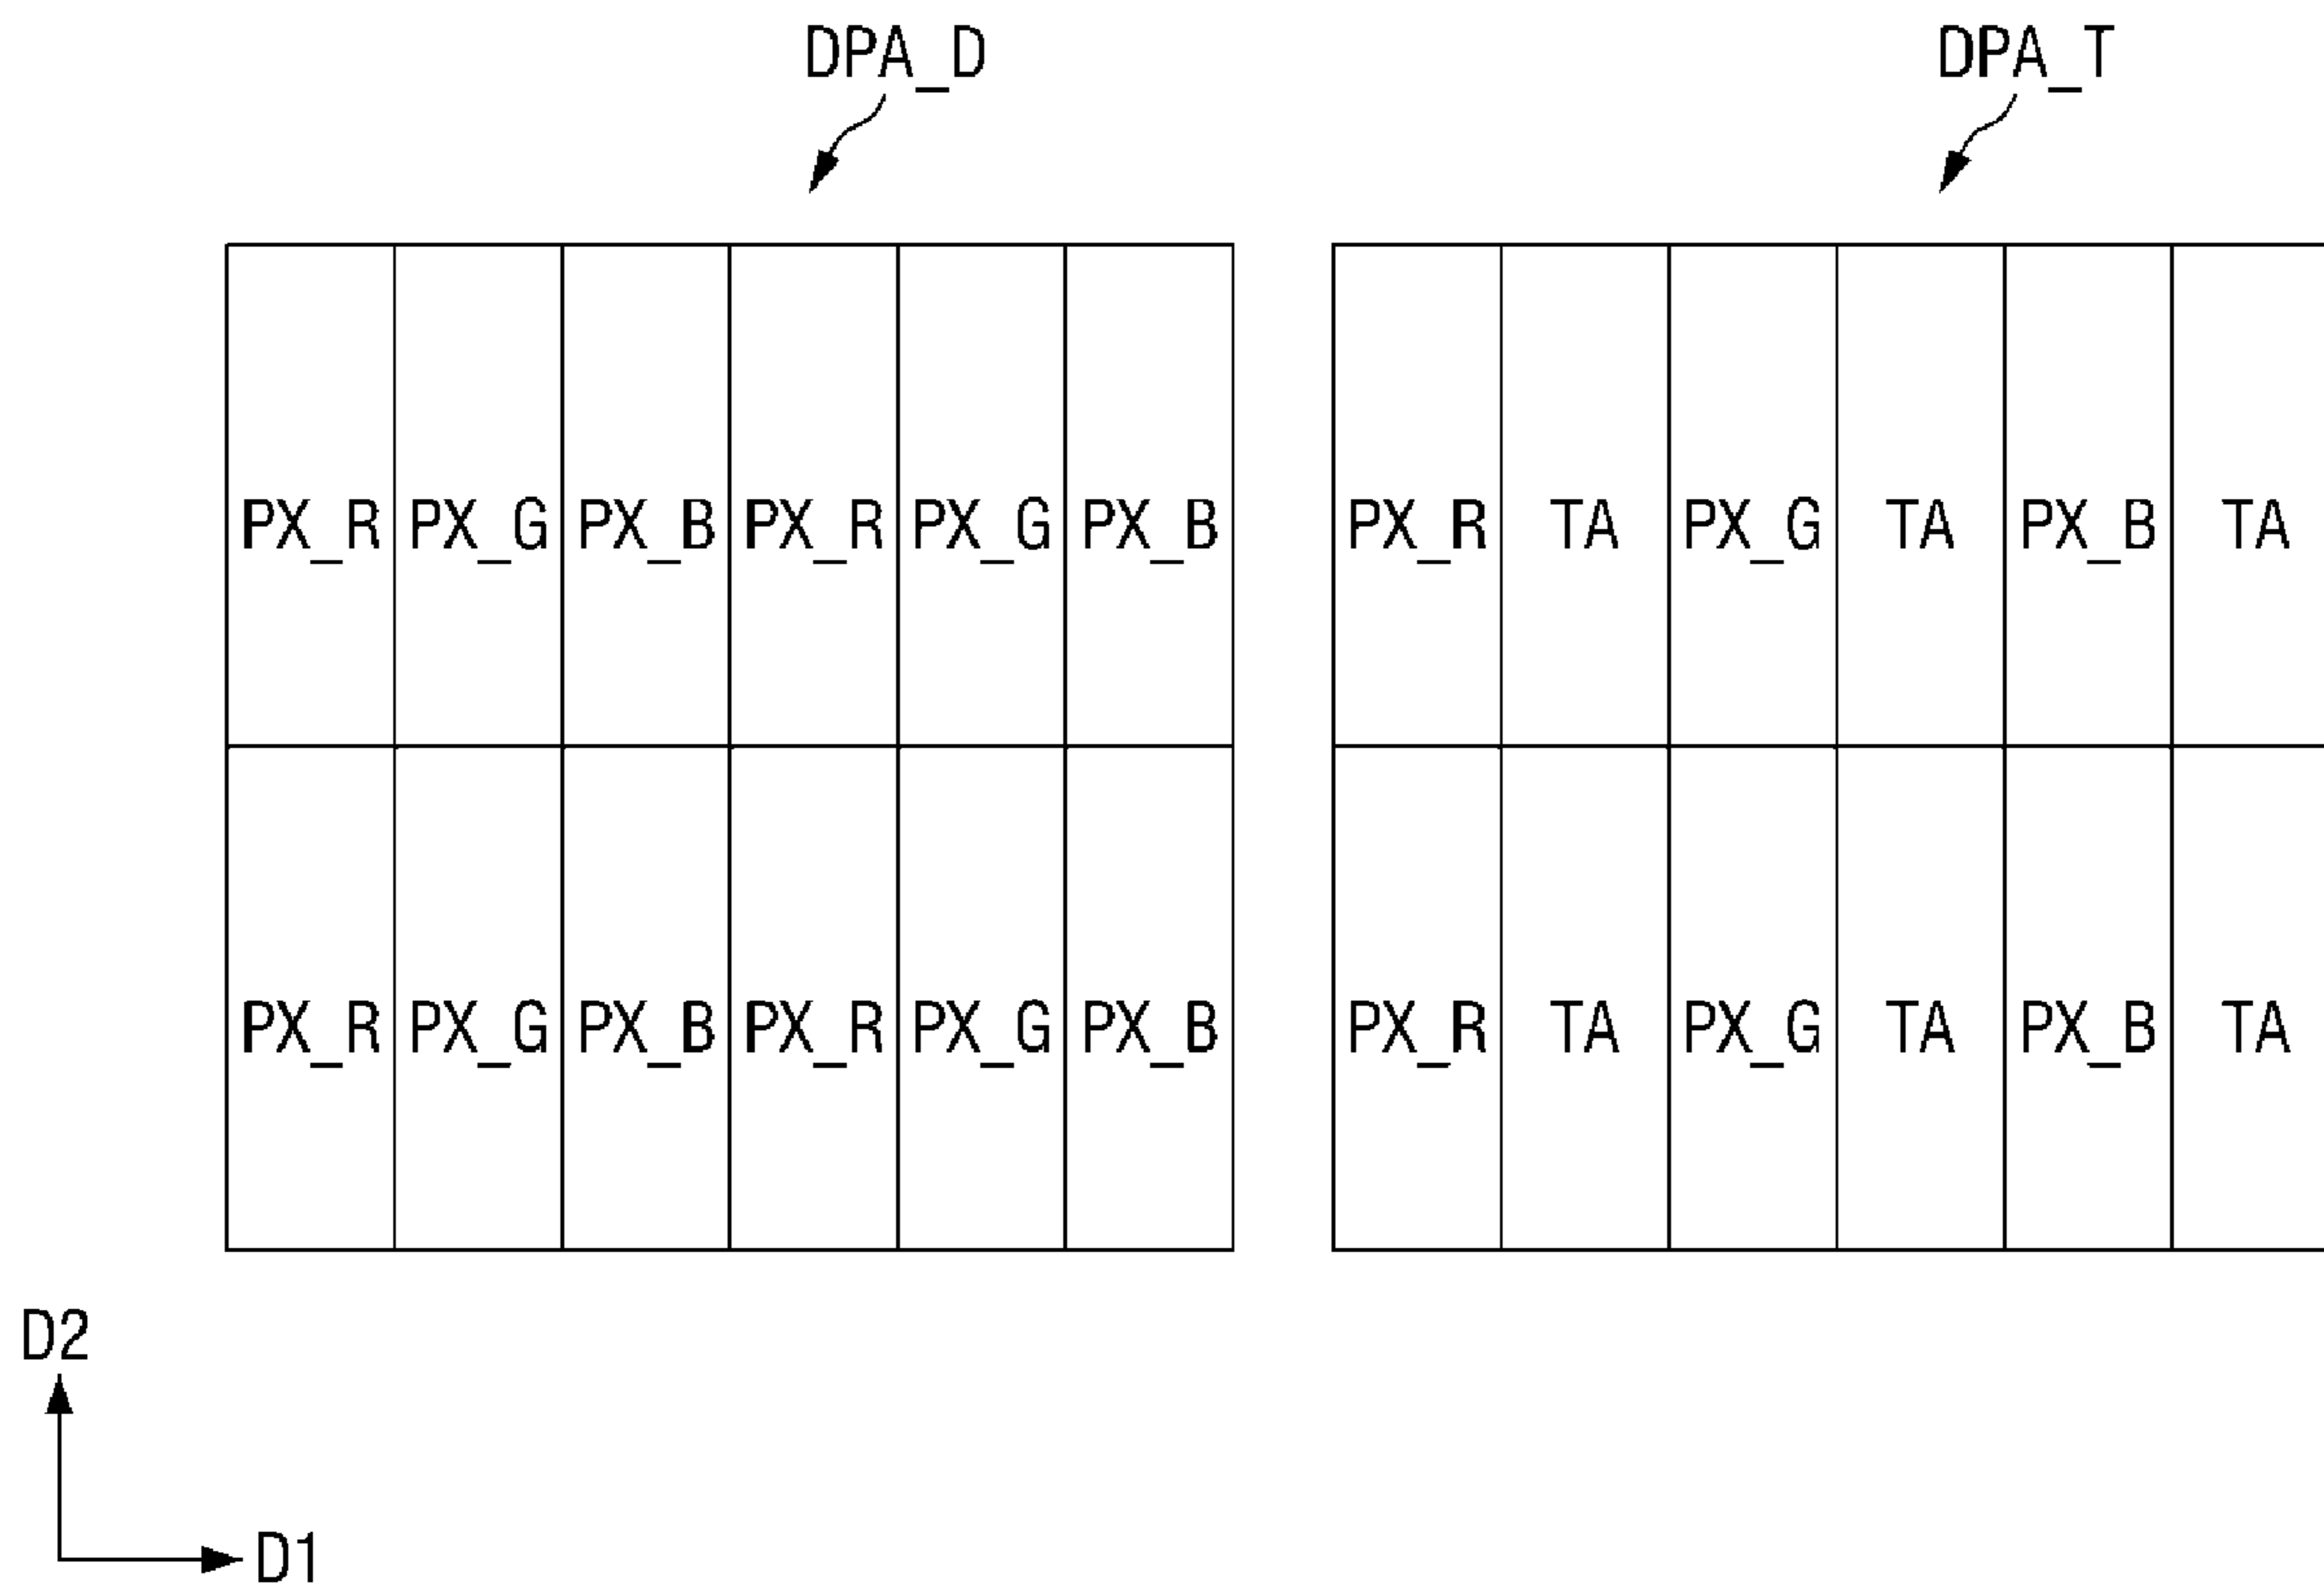 DPA_D DPA_T
PX_R PX_G PX_B PX_R PX_G PX_B PX_R TA PX_G TA PX_B TA
PX_R PX_G PX_B PX_R PX_G PX_B PX_R TA PX_G TA PX_B TA
D2
D1